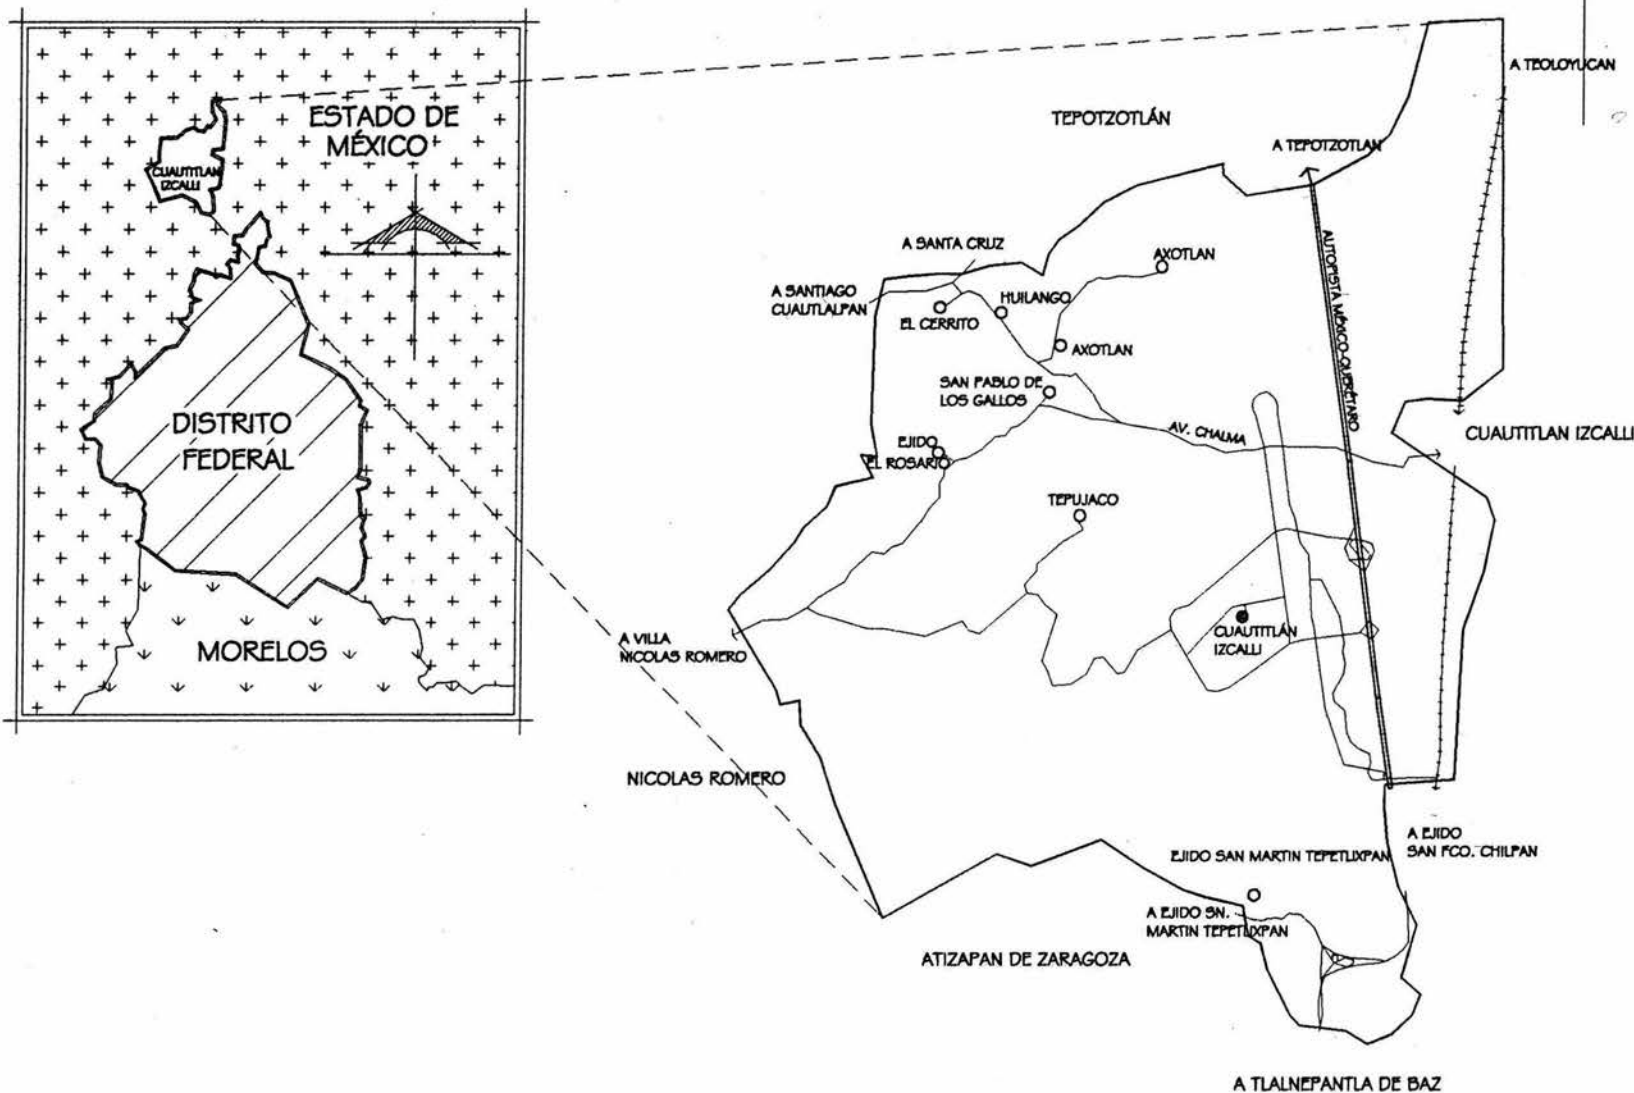 ESTADO DE
MÉXICO
CUAUTITLAN
IZCALLI
DISTRITO
FEDERAL
MORELOS
A TEOLOYUCAN
TEPOTZOTLÁN
A TEPOTZOTLAN
A SANTA CRUZ
AXOTLAN
A SANTIAGO
CUAUTLALPAN
HUILANGO
EL CERRITO
AXOTLAN
AUTOPISTA MÉXICO-QUERÉTARO
SAN PABLO DE
LOS GALLOS
AV. CHALMA
CUAUTITLAN IZCALLI
EJIDO
EL ROSARIO
TEPUJACO
CUAUTITLÁN
IZCALLI
A VILLA
NICOLAS ROMERO
NICOLAS ROMERO
A EJIDO
SAN FCO. CHILPAN
EJIDO SAN MARTIN TEPETLIXPAN
A EJIDO SN.
MARTIN TEPETLIXPAN
ATIZAPAN DE ZARAGOZA
A TLALNEPANTLA DE BAZ